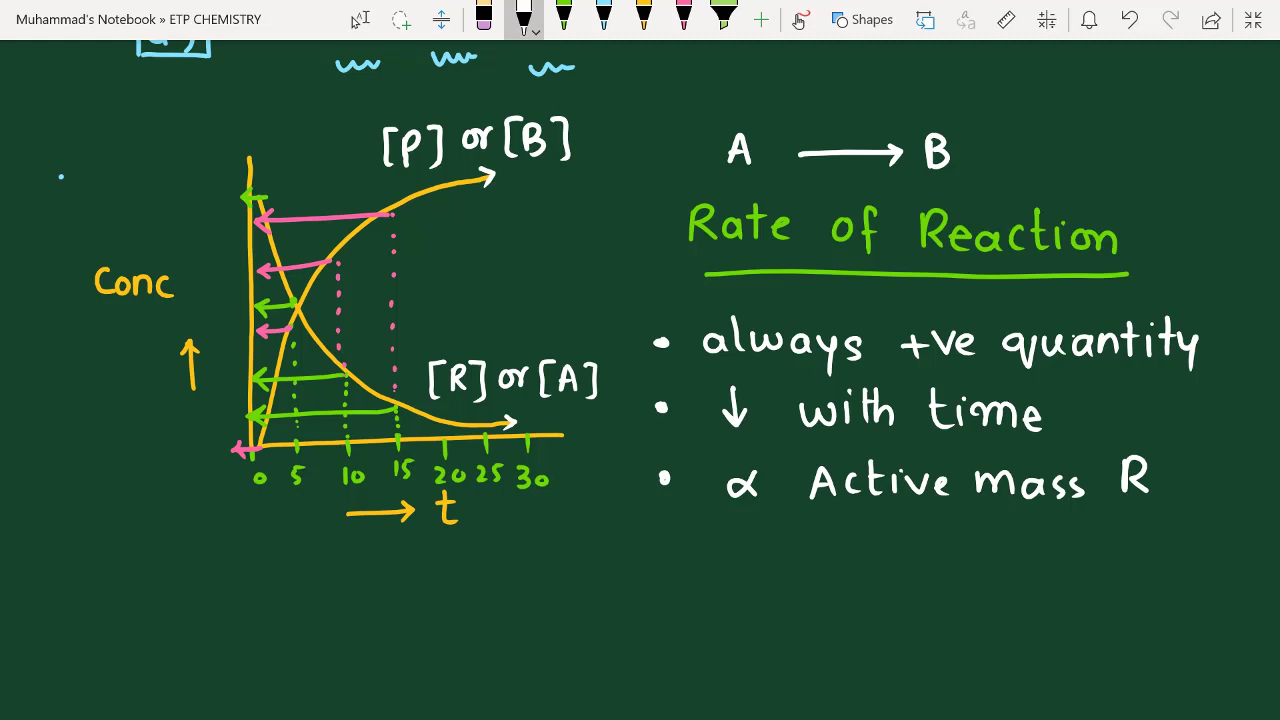 Muhammad's Notebook » ETP CHEMISTRY
Shapes
[P] or [B]
A ⟶ B
Rate of Reaction
Conc
• always +ve quantity
[R] or [A]
• ↓ with time
0 5 10 15 20 25 30
• α Active mass R
⟶ t